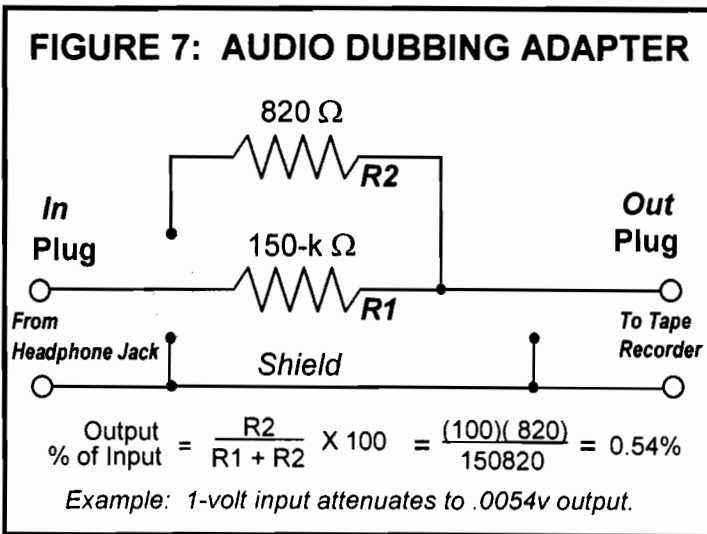 FIGURE 7: AUDIO DUBBING ADAPTER
820 Ω
R2
In
Plug
Out
Plug
150-k Ω
R1
From
Headphone Jack
To Tape
Recorder
Shield
Output
% of Input = R2 / R1 + R2 X 100 = (100)( 820) / 150820 = 0.54%
Example: 1-volt input attenuates to .0054v output.